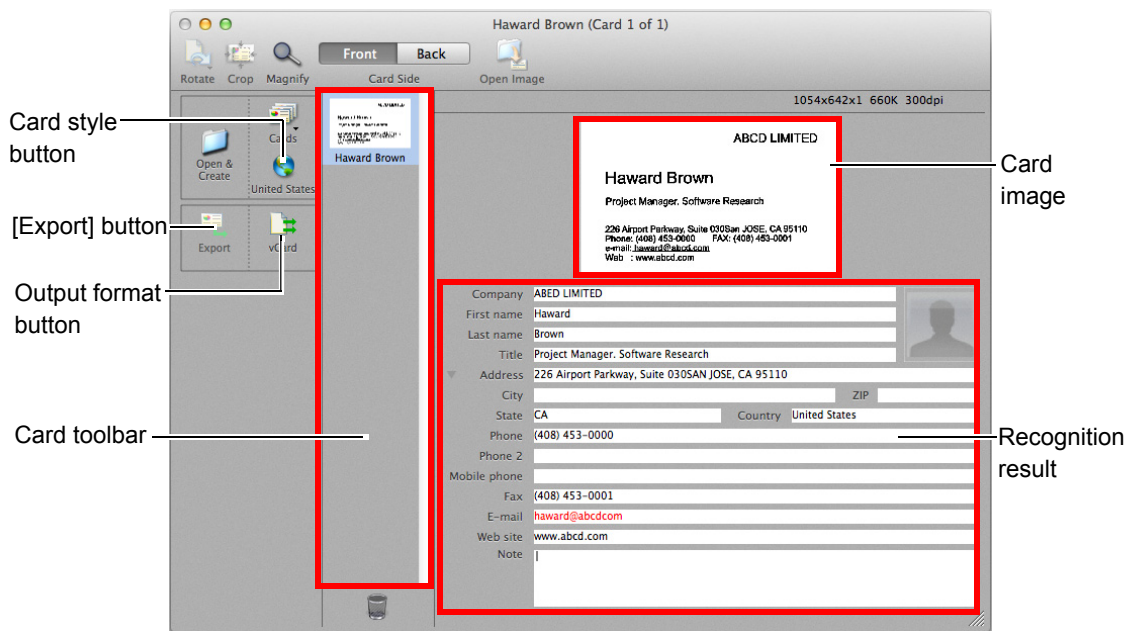 Haward Brown (Card 1 of 1)
Rotate Crop Magnify
Front Back
Card Side
Open Image
1054x642x1 660K 300dpi
Card style
button
[Export] button
Output format
button
Card toolbar
Open &
Create
Cards
United States
Export
vCard
Haward Brown
ABCD LIMITED
Haward Brown
Project Manager. Software Research
226 Airport Parkway, Suite 030San JOSE, CA 95110
Phone: (408) 453-0000 FAX: (408) 453-0001
e-mail: haward@abcd.com
Web : www.abcd.com
Card
image
Company ABED LIMITED
First name Haward
Last name Brown
Title Project Manager. Software Research
Address 226 Airport Parkway, Suite 030SAN JOSE, CA 95110
City ZIP
State CA Country United States
Phone (408) 453-0000
Phone 2
Mobile phone
Fax (408) 453-0001
E-mail haward@abcdcom
Web site www.abcd.com
Note
Recognition
result